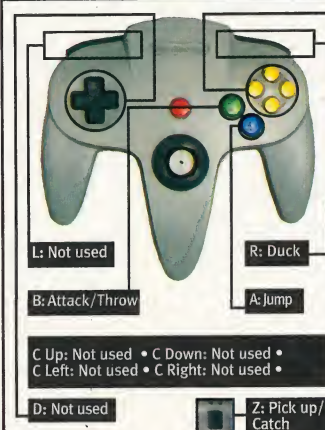 L: Not used
R: Duck
B: Attack/Throw
A: Jump
C Up: Not used • C Down: Not used •
C Left: Not used • C Right: Not used •
D: Not used
Z: Pick up/
Catch